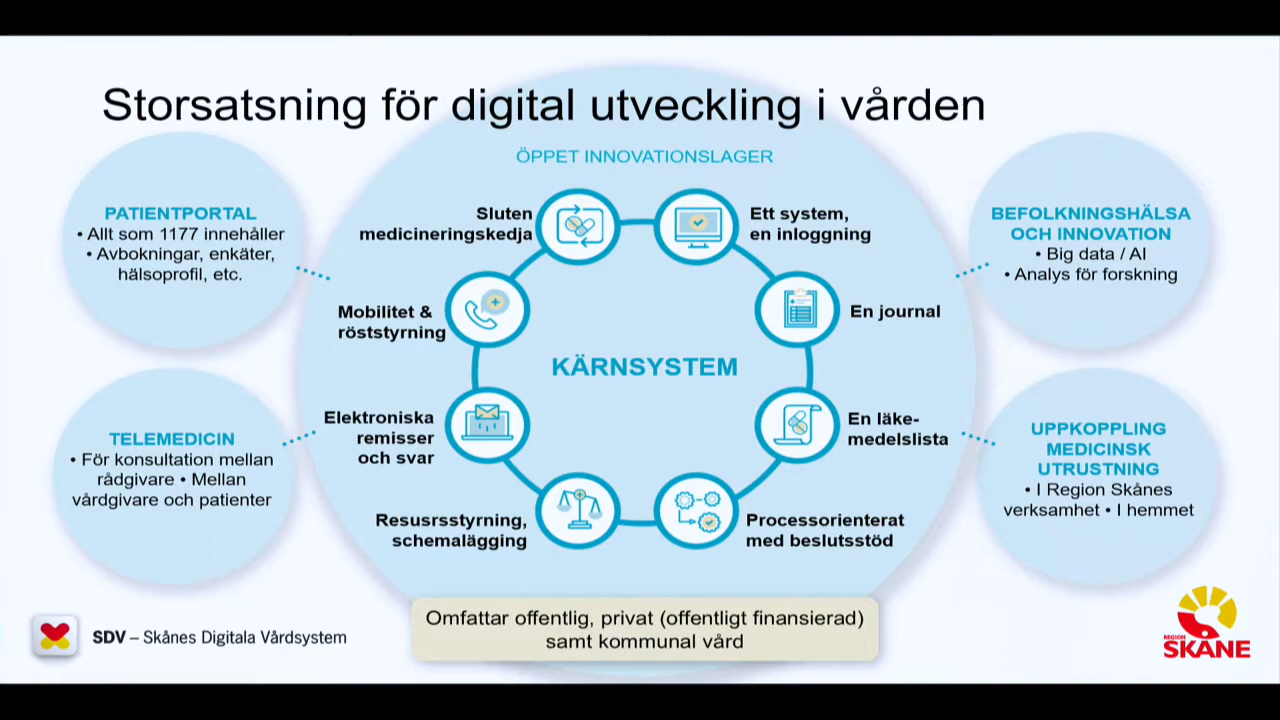 Storsatsning för digital utveckling i vården
ÖPPET INNOVATIONSLAGER
PATIENTPORTAL
• Allt som 1177 innehåller
• Avbokningar, enkäter,
hälsoprofil, etc.
TELEMEDICIN
• För konsultation mellan
rådgivare • Mellan
vårdgivare och patienter
Sluten
medicineringskedja
Mobilitet &
röststyrning
Elektroniska
remisser
och svar
Resusrsstyrning,
schemalägging
KÄRNSYSTEM
Ett system,
en inloggning
En journal
En läke-
medelslista
Processorienterat
med beslutsstöd
BEFOLKNINGSHÄLSA
OCH INNOVATION
• Big data / AI
• Analys för forskning
UPPKOPPLING
MEDICINSK
UTRUSTNING
• I Region Skånes
verksamhet • I hemmet
Omfattar offentlig, privat (offentligt finansierad)
samt kommunal vård
SDV – Skånes Digitala Vårdsystem
REGION
SKÅNE